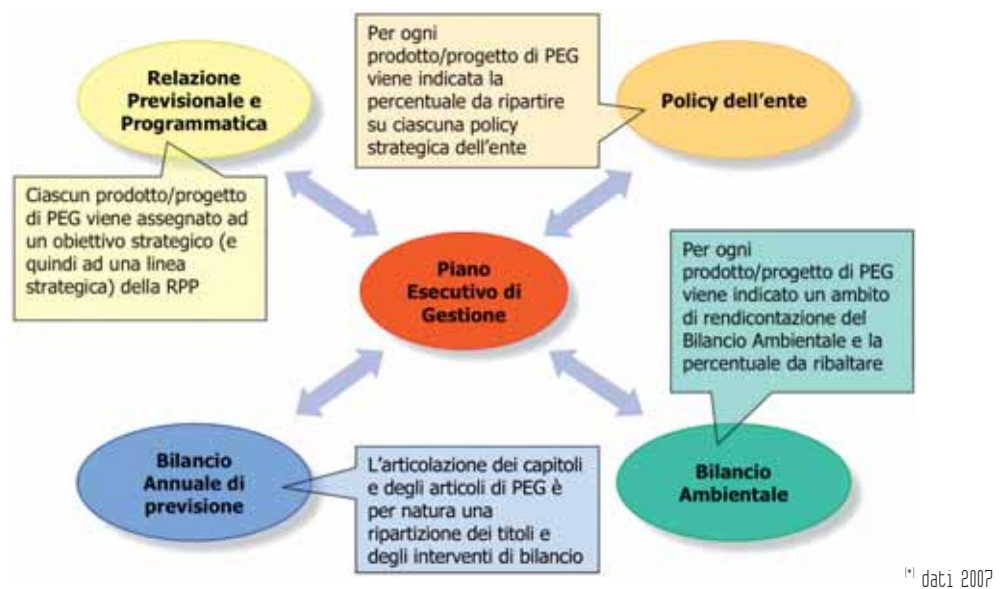 Relazione
Previsionale e
Programmatica
Per ogni
prodotto/progetto di PEG
viene indicata la
percentuale da ripartire
su ciascuna policy
strategica dell'ente
Policy dell'ente
Ciascun prodotto/progetto
di PEG viene assegnato ad
un obiettivo strategico (e
quindi ad una linea
strategica) della RPP
Piano
Esecutivo di
Gestione
Per ogni
prodotto/progetto di PEG
viene indicato un ambito
di rendicontazione del
Bilancio Ambientale e la
percentuale da ribaltare
Bilancio
Annuale di
previsione
L'articolazione dei capitoli
e degli articoli di PEG è
per natura una
ripartizione dei titoli e
degli interventi di bilancio
Bilancio
Ambientale
(*) dati 2007